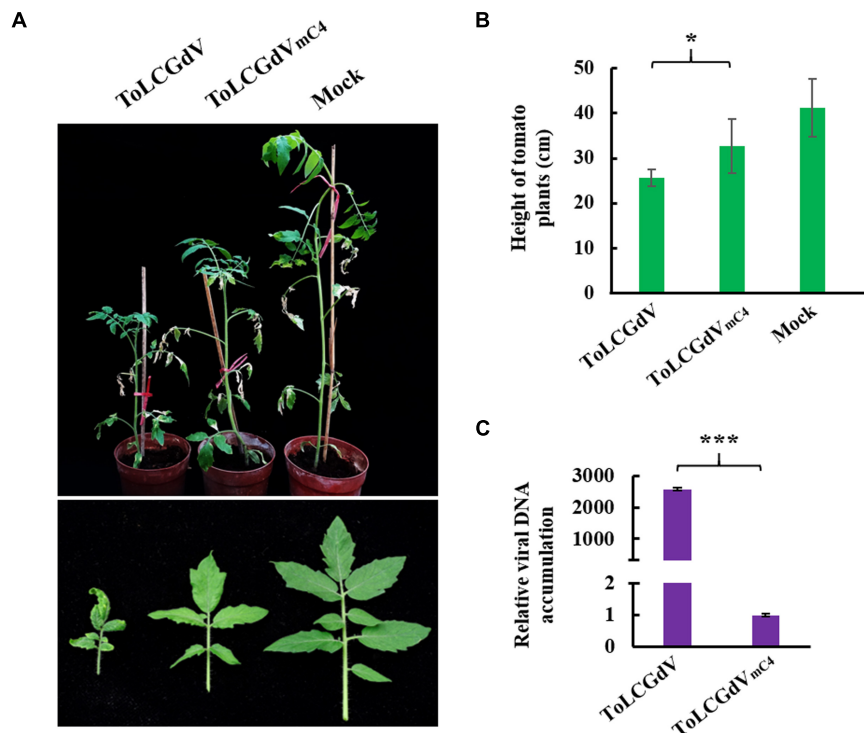 A
ToLCGdV
ToLCGdVmC4
Mock
B
*
Height of tomato
plants (cm)
50
40
30
20
10
0
ToLCGdV
ToLCGdVmC4
Mock
C
***
Relative viral DNA
accumulation
3000
2000
1000
2
1
0
ToLCGdV
ToLCGdVmC4